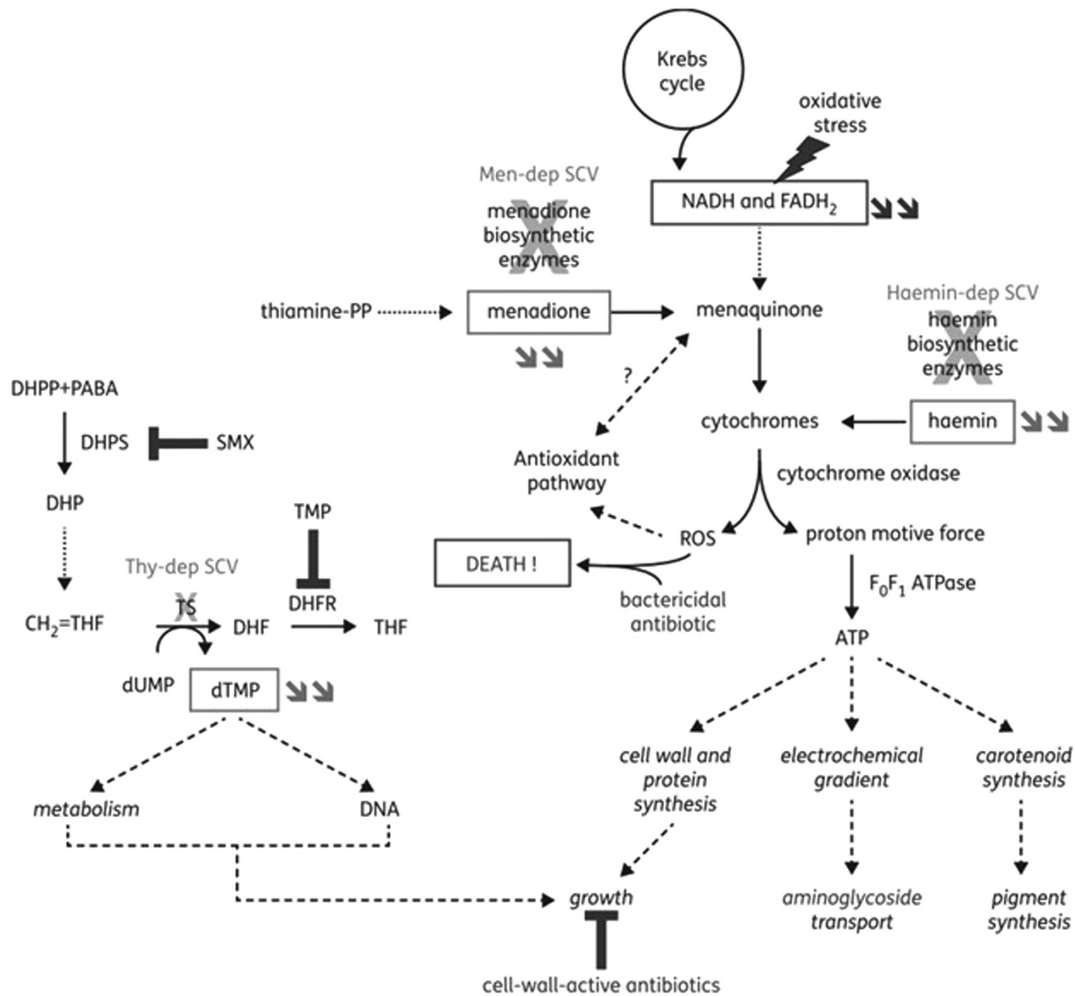 Krebs
cycle
oxidative
stress
Men-dep SCV
menadione
biosynthetic
enzymes
NADH and FADH₂
thiamine-PP
menadione
menaquinone
Haemin-dep SCV
haemin
biosynthetic
enzymes
?
DHPP+PABA
DHPS
SMX
cytochromes
haemin
Antioxidant
pathway
cytochrome oxidase
DHP
TMP
ROS
proton motive force
DEATH !
Thy-dep SCV
TS
DHFR
bactericidal
antibiotic
F₀F₁ ATPase
CH₂=THF
DHF
THF
ATP
dUMP
dTMP
cell wall and
protein
synthesis
electrochemical
gradient
carotenoid
synthesis
metabolism
DNA
growth
aminoglycoside
transport
pigment
synthesis
cell-wall-active antibiotics